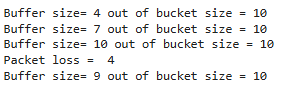 Buffer size= 4 out of bucket size = 10
Buffer size= 7 out of bucket size = 10
Buffer size= 10 out of bucket size = 10
Packet loss =  4
Buffer size= 9 out of bucket size = 10